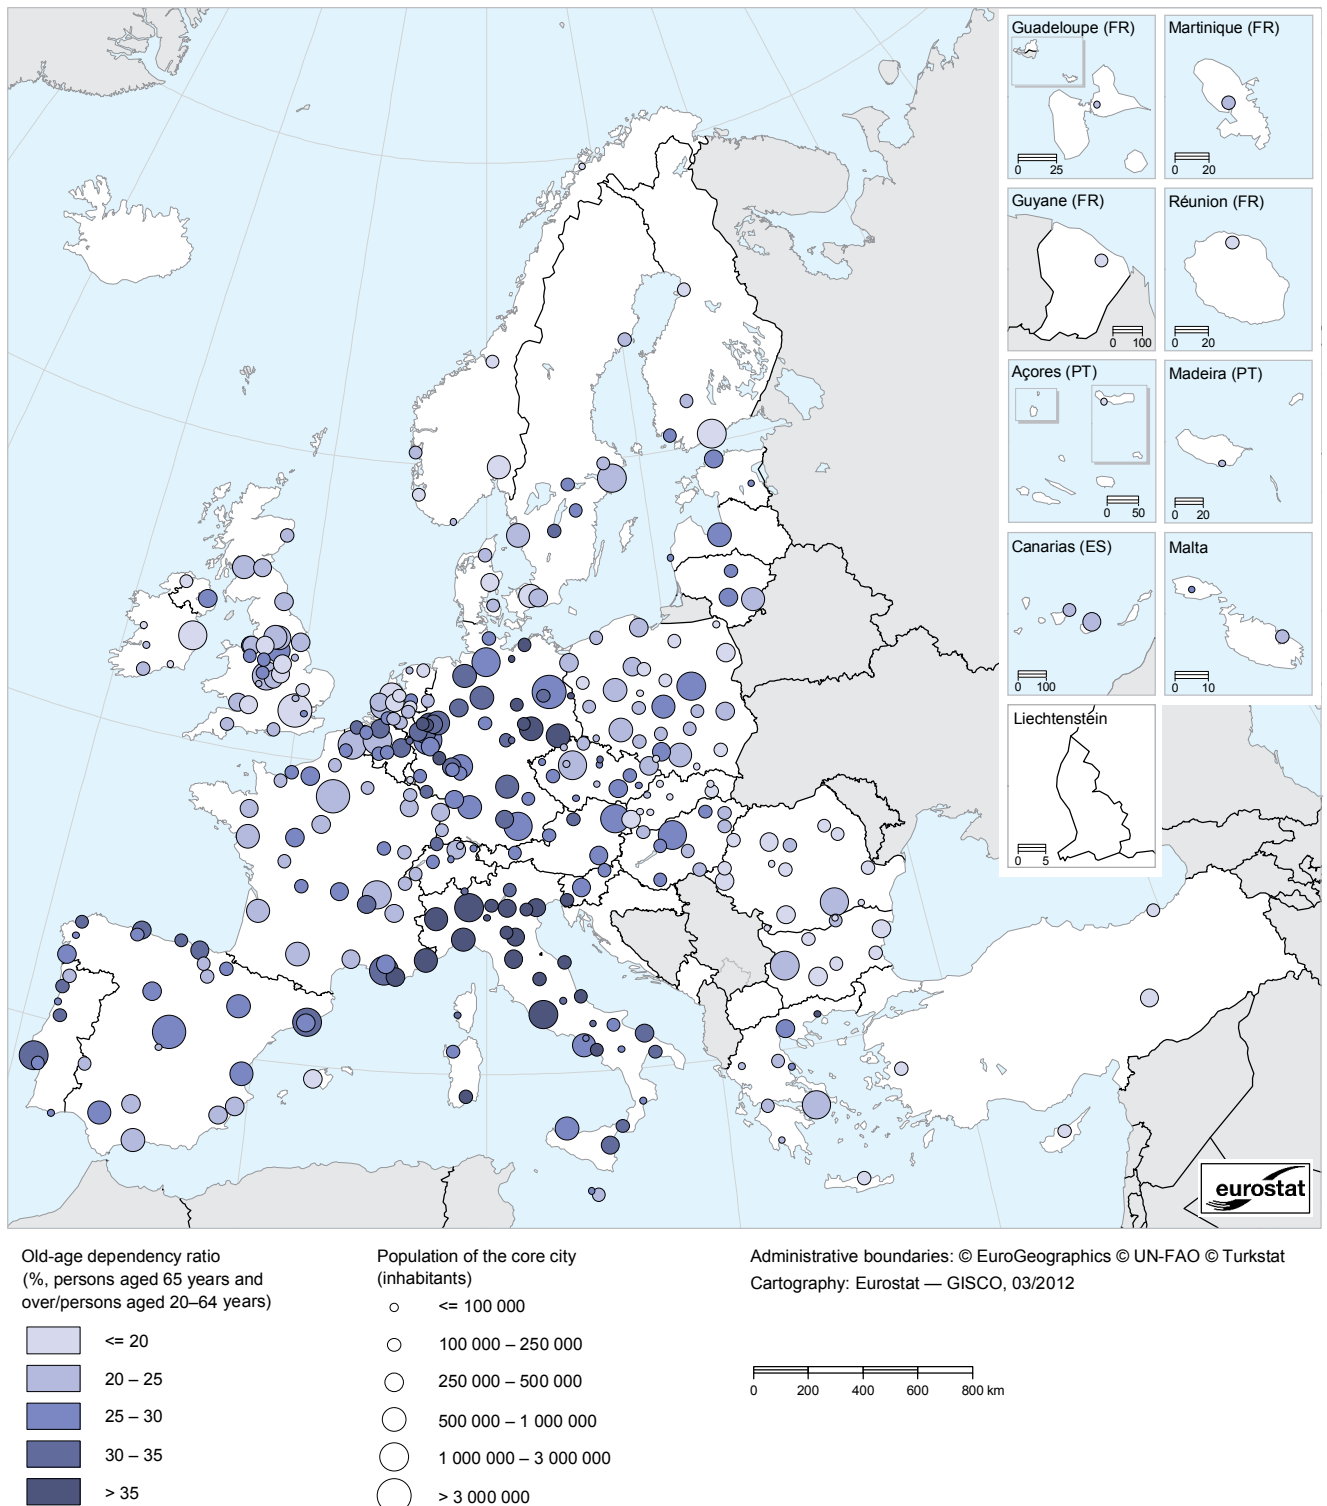 Guadeloupe (FR)
0 25
Martinique (FR)
0 20
Guyane (FR)
0 100
Réunion (FR)
0 20
Açores (PT)
0 50
Madeira (PT)
0 20
Canarias (ES)
0 100
Malta
0 10
Liechtenstein
0 5
eurostat
Old-age dependency ratio
(%, persons aged 65 years and
over/persons aged 20–64 years)
<= 20
20 – 25
25 – 30
30 – 35
> 35
Population of the core city
(inhabitants)
<= 100 000
100 000 – 250 000
250 000 – 500 000
500 000 – 1 000 000
1 000 000 – 3 000 000
> 3 000 000
Administrative boundaries: © EuroGeographics © UN-FAO © Turkstat
Cartography: Eurostat — GISCO, 03/2012
0 200 400 600 800 km